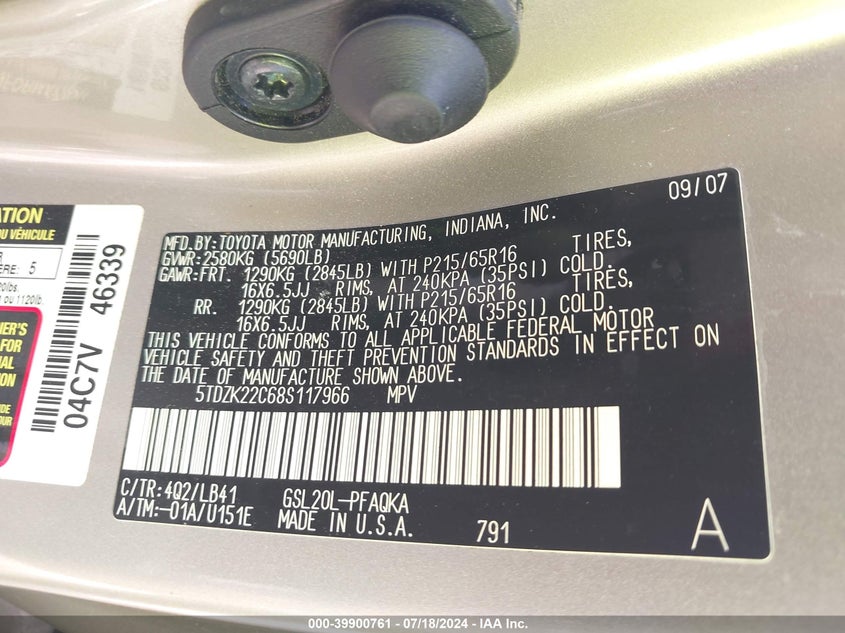 09/07
MFD.BY:TOYOTA MOTOR MANUFACTURING, INDIANA, INC.
GVWR:2580KG (5690LB)
GAWR:FRT. 1290KG (2845LB) WITH P215/65R16 TIRES,
16X6.5JJ RIMS, AT 240KPA (35PSI) COLD.
RR. 1290KG (2845LB) WITH P215/65R16 TIRES,
16X6.5JJ RIMS, AT 240KPA (35PSI) COLD.
THIS VEHICLE CONFORMS TO ALL APPLICABLE FEDERAL MOTOR
VEHICLE SAFETY AND THEFT PREVENTION STANDARDS IN EFFECT ON
THE DATE OF MANUFACTURE SHOWN ABOVE.
5TDZK22C68S117966 MPV
C/TR:4Q2/LB41 GSL20L-PFAQKA
A/TM:-01A/U151E MADE IN U.S.A. 791 A
ATION
DU VÉHICULE
5
ou 1120lb.
04C7V 46339
FOR
000-39900761 - 07/18/2024 - IAA Inc.